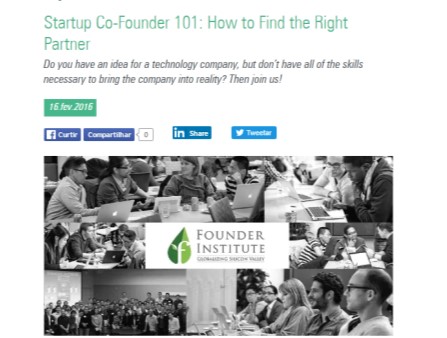 Startup Co-Founder 101: How to Find the Right
Partner
Do you have an idea for a technology company, but don't have all of the skills
necessary to bring the company into reality? Then join us!
16.fev.2016
Curtir Compartilhar 0 Share Tweetar
FOUNDER
INSTITUTE
GLOBALIZING SILICON VALLEY